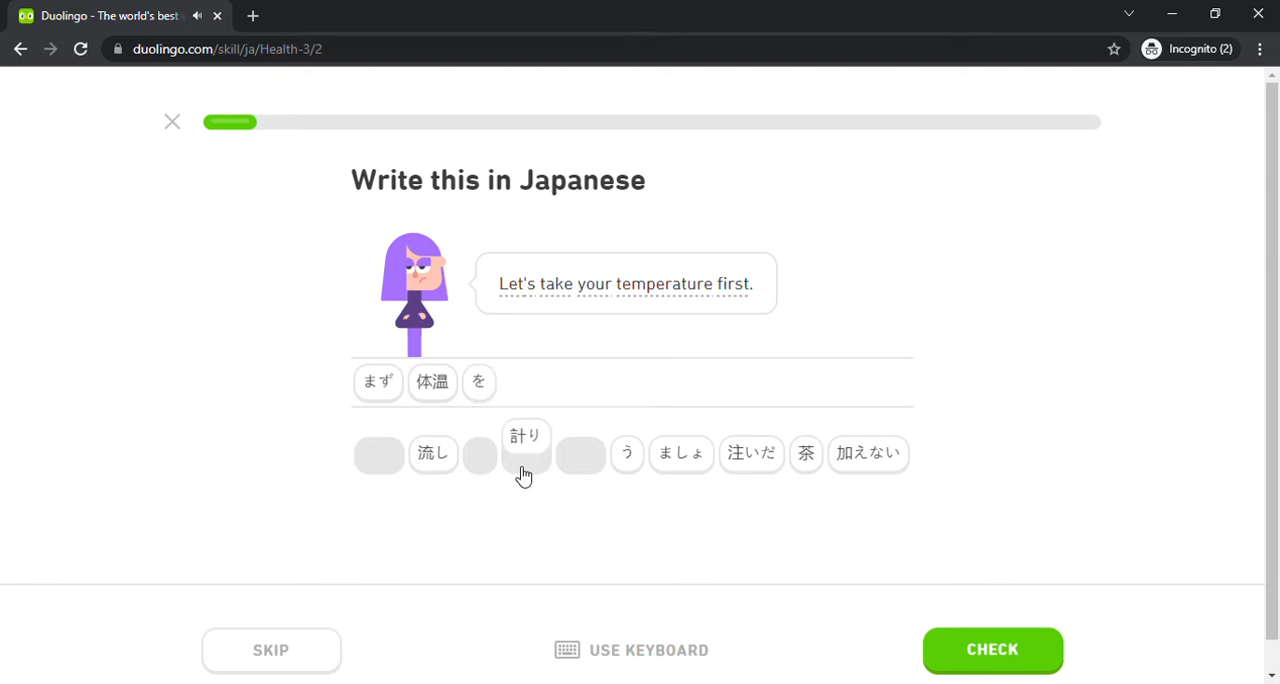 Duolingo - The world's best
duolingo.com/skill/ja/Health-3/2
Incognito (2)
Write this in Japanese
Let's take your temperature first.
まず 体温 を
計り
流し う ましょ 注いだ 茶 加えない
SKIP
USE KEYBOARD
CHECK